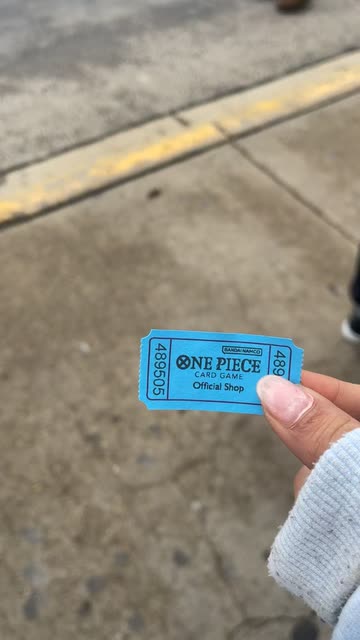 489505
BANDAI NAMCO
ONE PIECE
CARD GAME
Official Shop
489